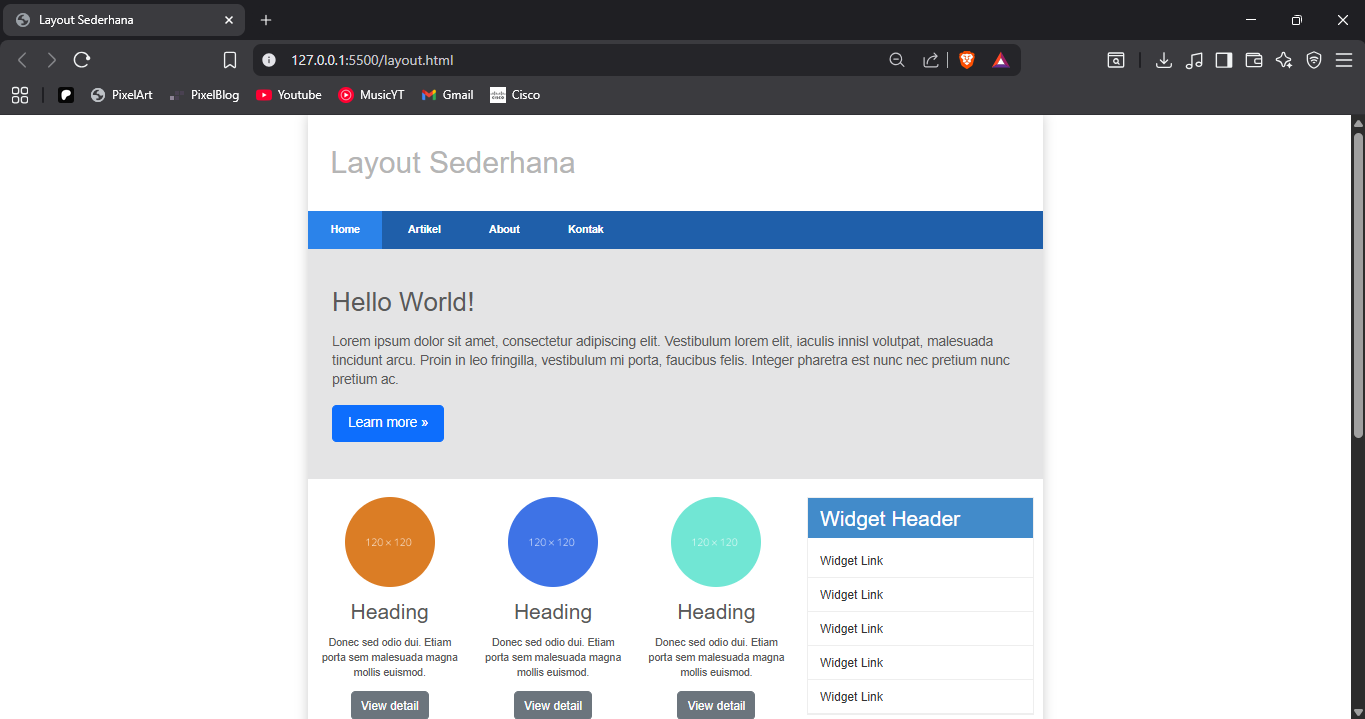 Layout Sederhana
127.0.0.1:5500/layout.html
PixelArt
PixelBlog
Youtube
MusicYT
Gmail
Cisco
Layout Sederhana
Home
Artikel
About
Kontak
Hello World!
Lorem ipsum dolor sit amet, consectetur adipiscing elit. Vestibulum lorem elit, iaculis innisl volutpat, malesuada
tincidunt arcu. Proin in leo fringilla, vestibulum mi porta, faucibus felis. Integer pharetra est nunc nec pretium nunc
pretium ac.
Learn more »
120 × 120
Heading
Donec sed odio dui. Etiam
porta sem malesuada magna
mollis euismod.
View detail
120 × 120
Heading
Donec sed odio dui. Etiam
porta sem malesuada magna
mollis euismod.
View detail
120 × 120
Heading
Donec sed odio dui. Etiam
porta sem malesuada magna
mollis euismod.
View detail
Widget Header
Widget Link
Widget Link
Widget Link
Widget Link
Widget Link